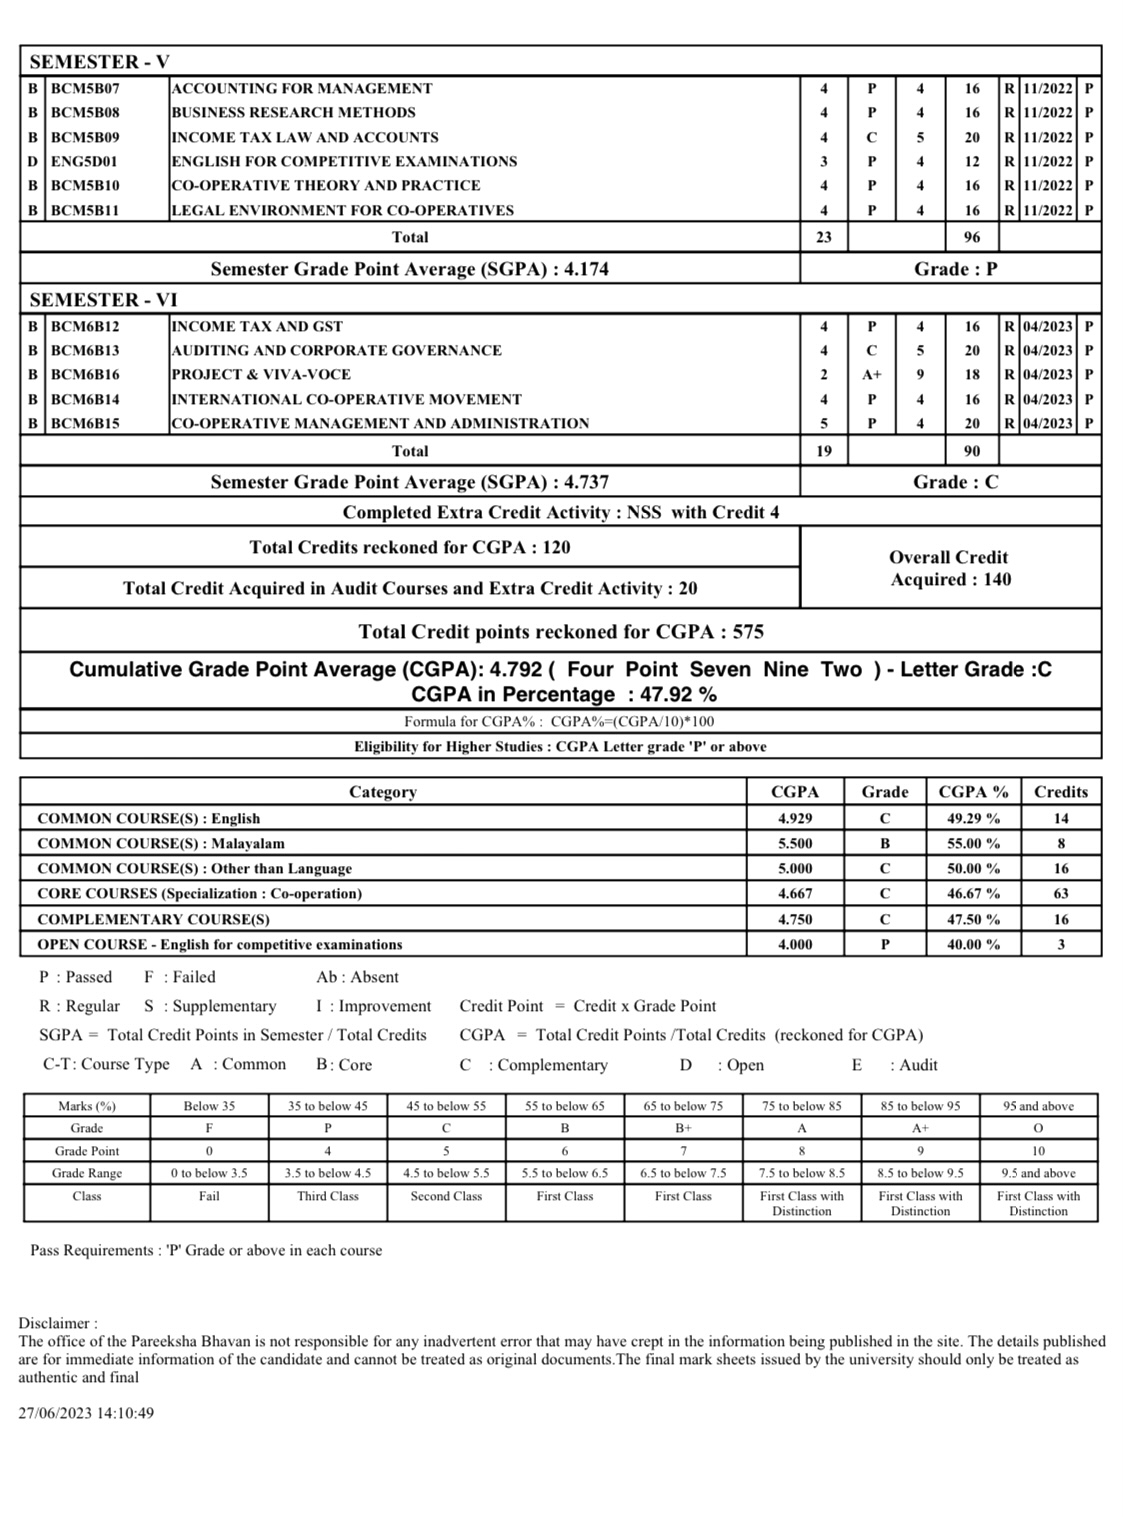 SEMESTER - V
B BCM5B07 ACCOUNTING FOR MANAGEMENT 4 P 4 16 R 11/2022 P
B BCM5B08 BUSINESS RESEARCH METHODS 4 P 4 16 R 11/2022 P
B BCM5B09 INCOME TAX LAW AND ACCOUNTS 4 C 5 20 R 11/2022 P
D ENG5D01 ENGLISH FOR COMPETITIVE EXAMINATIONS 3 P 4 12 R 11/2022 P
B BCM5B10 CO-OPERATIVE THEORY AND PRACTICE 4 P 4 16 R 11/2022 P
B BCM5B11 LEGAL ENVIRONMENT FOR CO-OPERATIVES 4 P 4 16 R 11/2022 P
Total 23 96
Semester Grade Point Average (SGPA) : 4.174 Grade : P
SEMESTER - VI
B BCM6B12 INCOME TAX AND GST 4 P 4 16 R 04/2023 P
B BCM6B13 AUDITING AND CORPORATE GOVERNANCE 4 C 5 20 R 04/2023 P
B BCM6B16 PROJECT & VIVA-VOCE 2 A+ 9 18 R 04/2023 P
B BCM6B14 INTERNATIONAL CO-OPERATIVE MOVEMENT 4 P 4 16 R 04/2023 P
B BCM6B15 CO-OPERATIVE MANAGEMENT AND ADMINISTRATION 5 P 4 20 R 04/2023 P
Total 19 90
Semester Grade Point Average (SGPA) : 4.737 Grade : C
Completed Extra Credit Activity : NSS with Credit 4
Total Credits reckoned for CGPA : 120
Total Credit Acquired in Audit Courses and Extra Credit Activity : 20
Overall Credit
Acquired : 140
Total Credit points reckoned for CGPA : 575
Cumulative Grade Point Average (CGPA): 4.792 ( Four Point Seven Nine Two ) - Letter Grade :C
CGPA in Percentage : 47.92 %
Formula for CGPA% : CGPA%=(CGPA/10)*100
Eligibility for Higher Studies : CGPA Letter grade 'P' or above
Category CGPA Grade CGPA % Credits
COMMON COURSE(S) : English 4.929 C 49.29 % 14
COMMON COURSE(S) : Malayalam 5.500 B 55.00 % 8
COMMON COURSE(S) : Other than Language 5.000 C 50.00 % 16
CORE COURSES (Specialization : Co-operation) 4.667 C 46.67 % 63
COMPLEMENTARY COURSE(S) 4.750 C 47.50 % 16
OPEN COURSE - English for competitive examinations 4.000 P 40.00 % 3
P : Passed F : Failed Ab : Absent
R : Regular S : Supplementary I : Improvement Credit Point = Credit x Grade Point
SGPA = Total Credit Points in Semester / Total Credits CGPA = Total Credit Points /Total Credits (reckoned for CGPA)
C-T: Course Type A : Common B : Core C : Complementary D : Open E : Audit
Marks (%) Below 35 35 to below 45 45 to below 55 55 to below 65 65 to below 75 75 to below 85 85 to below 95 95 and above
Grade F P C B B+ A A+ O
Grade Point 0 4 5 6 7 8 9 10
Grade Range 0 to below 3.5 3.5 to below 4.5 4.5 to below 5.5 5.5 to below 6.5 6.5 to below 7.5 7.5 to below 8.5 8.5 to below 9.5 9.5 and above
Class Fail Third Class Second Class First Class First Class First Class with First Class with First Class with
Distinction Distinction Distinction
Pass Requirements : 'P' Grade or above in each course
Disclaimer :
The office of the Pareeksha Bhavan is not responsible for any inadvertent error that may have crept in the information being published in the site. The details published
are for immediate information of the candidate and cannot be treated as original documents.The final mark sheets issued by the university should only be treated as
authentic and final
27/06/2023 14:10:49